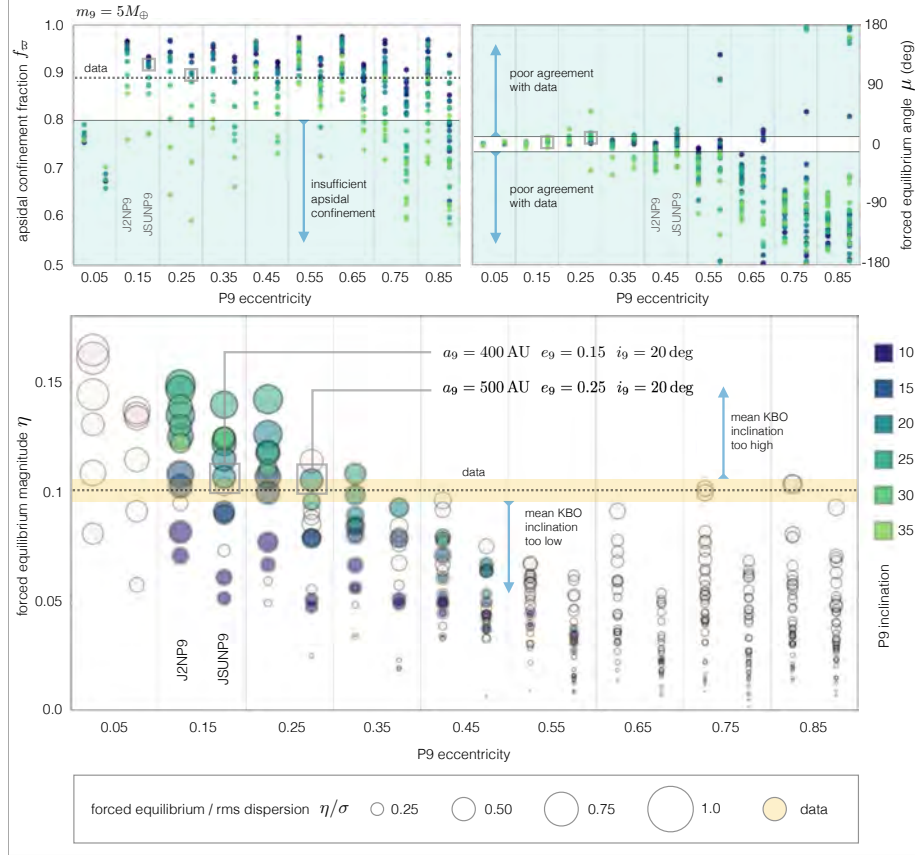 m₉ = 5M⊕
apsidal confinement fraction f_ϖ
1.0
0.9
0.8
0.7
0.6
0.5
data
insufficient
apsidal
confinement
J2NP9
JSUNP9
0.05 0.15 0.25 0.35 0.45 0.55 0.65 0.75 0.85
P9 eccentricity
poor agreement
with data
poor agreement
with data
J2NP9
JSUNP9
180
90
0
-90
-180
forced equilibrium angle μ (deg)
0.05 0.15 0.25 0.35 0.45 0.55 0.65 0.75 0.85
P9 eccentricity
forced equilibrium magnitude η
0.15
0.1
0.05
0.0
a₉ = 400 AU e₉ = 0.15 i₉ = 20 deg
a₉ = 500 AU e₉ = 0.25 i₉ = 20 deg
mean KBO
inclination
too high
data
mean KBO
inclination
too low
J2NP9
JSUNP9
0.05 0.15 0.25 0.35 0.45 0.55 0.65 0.75 0.85
P9 eccentricity
10
15
20
25
30
35
P9 inclination
forced equilibrium / rms dispersion η/σ 0.25 0.50 0.75 1.0 data